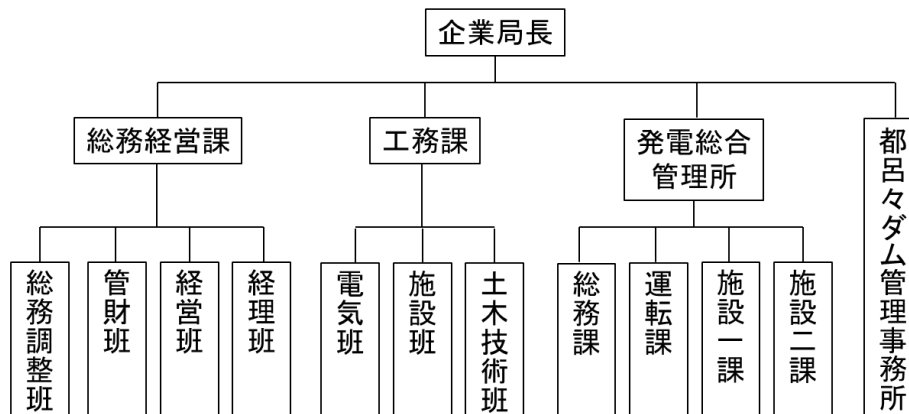 企業局長
総務経営課
工務課
発電総合
管理所
都呂々ダム管理事務所
総務調整班
管財班
経営班
経理班
電気班
施設班
土木技術班
総務課
運転課
施設一課
施設二課